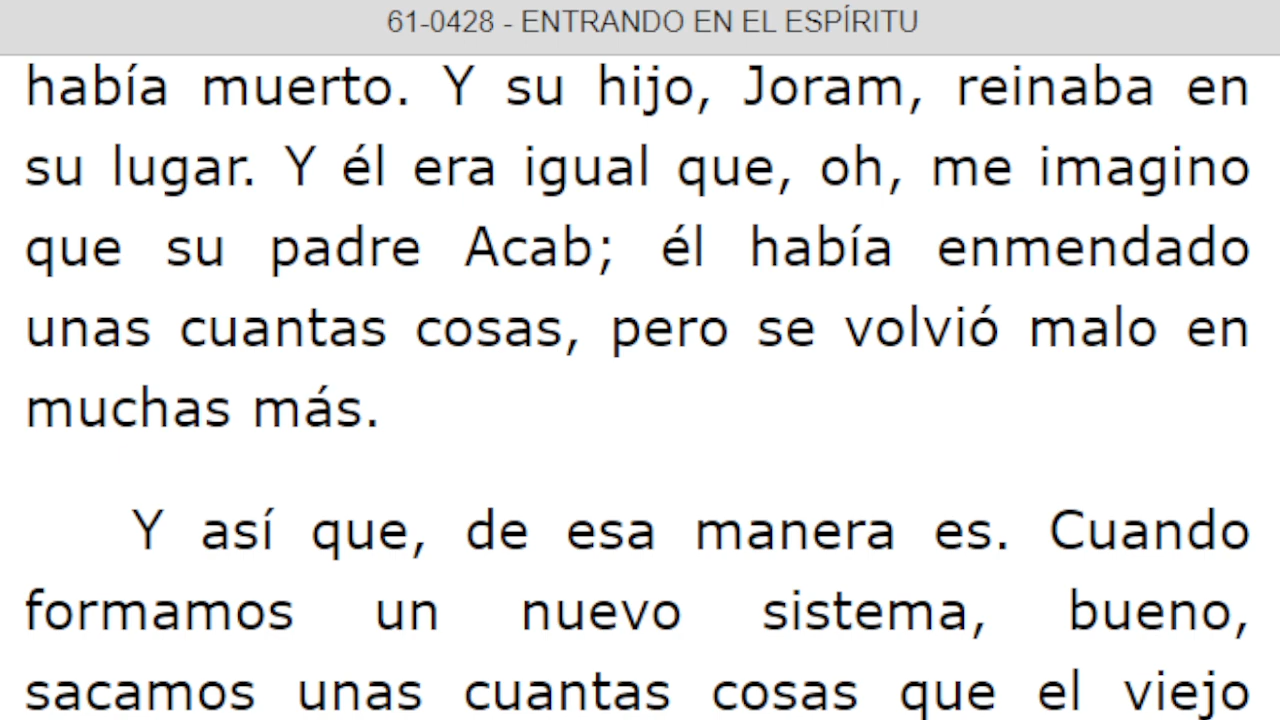 61-0428 - ENTRANDO EN EL ESPÍRITU
había muerto. Y su hijo, Joram, reinaba en
su lugar. Y él era igual que, oh, me imagino
que su padre Acab; él había enmendado
unas cuantas cosas, pero se volvió malo en
muchas más.
Y así que, de esa manera es. Cuando
formamos un nuevo sistema, bueno,
sacamos unas cuantas cosas que el viejo